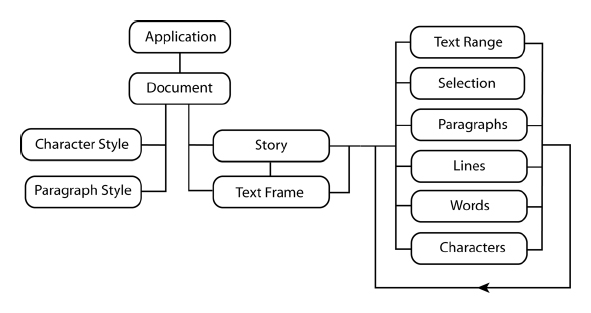 Application
Document
Character Style
Paragraph Style
Story
Text Frame
Text Range
Selection
Paragraphs
Lines
Words
Characters